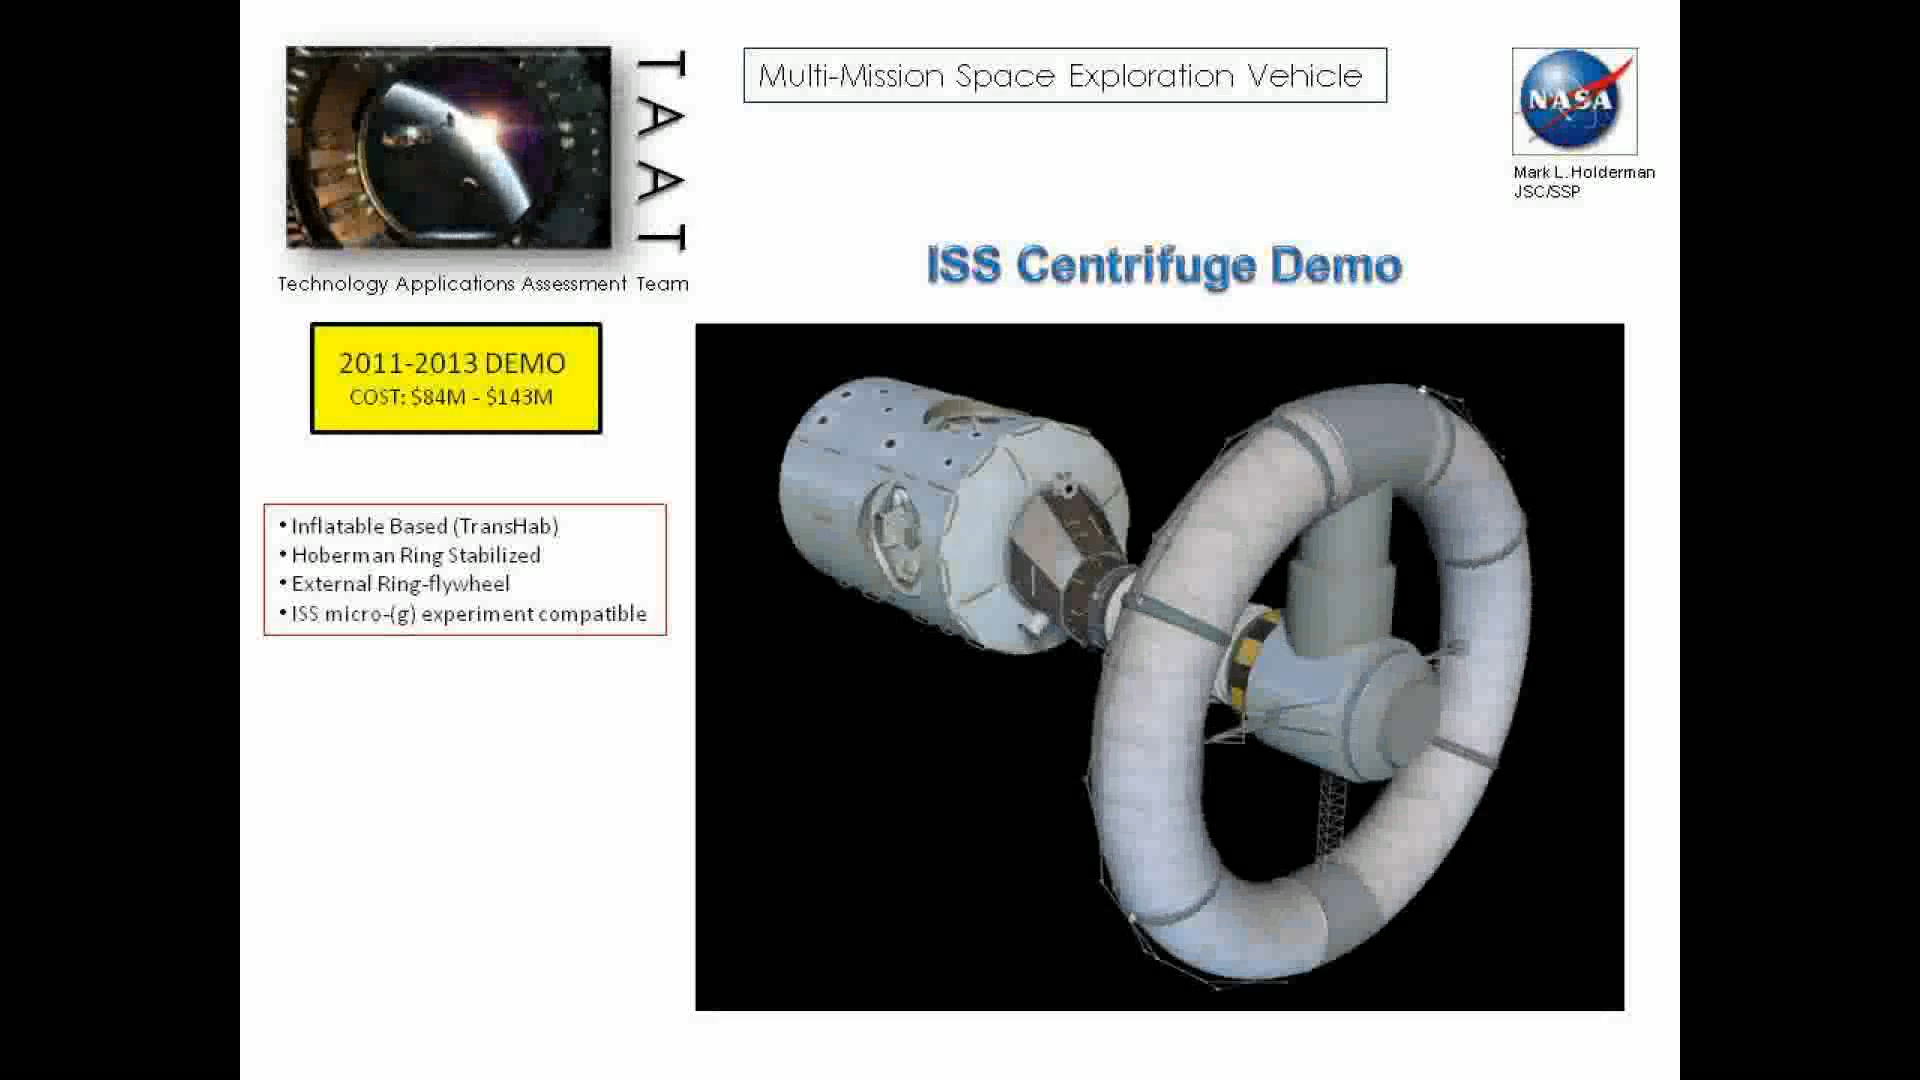 T
A
A
T
Technology Applications Assessment Team
Multi-Mission Space Exploration Vehicle
NASA
Mark L. Holderman
JSC/SSP
ISS Centrifuge Demo
2011-2013 DEMO
COST: $84M - $143M
• Inflatable Based (TransHab)
• Hoberman Ring Stabilized
• External Ring-flywheel
• ISS micro-(g) experiment compatible